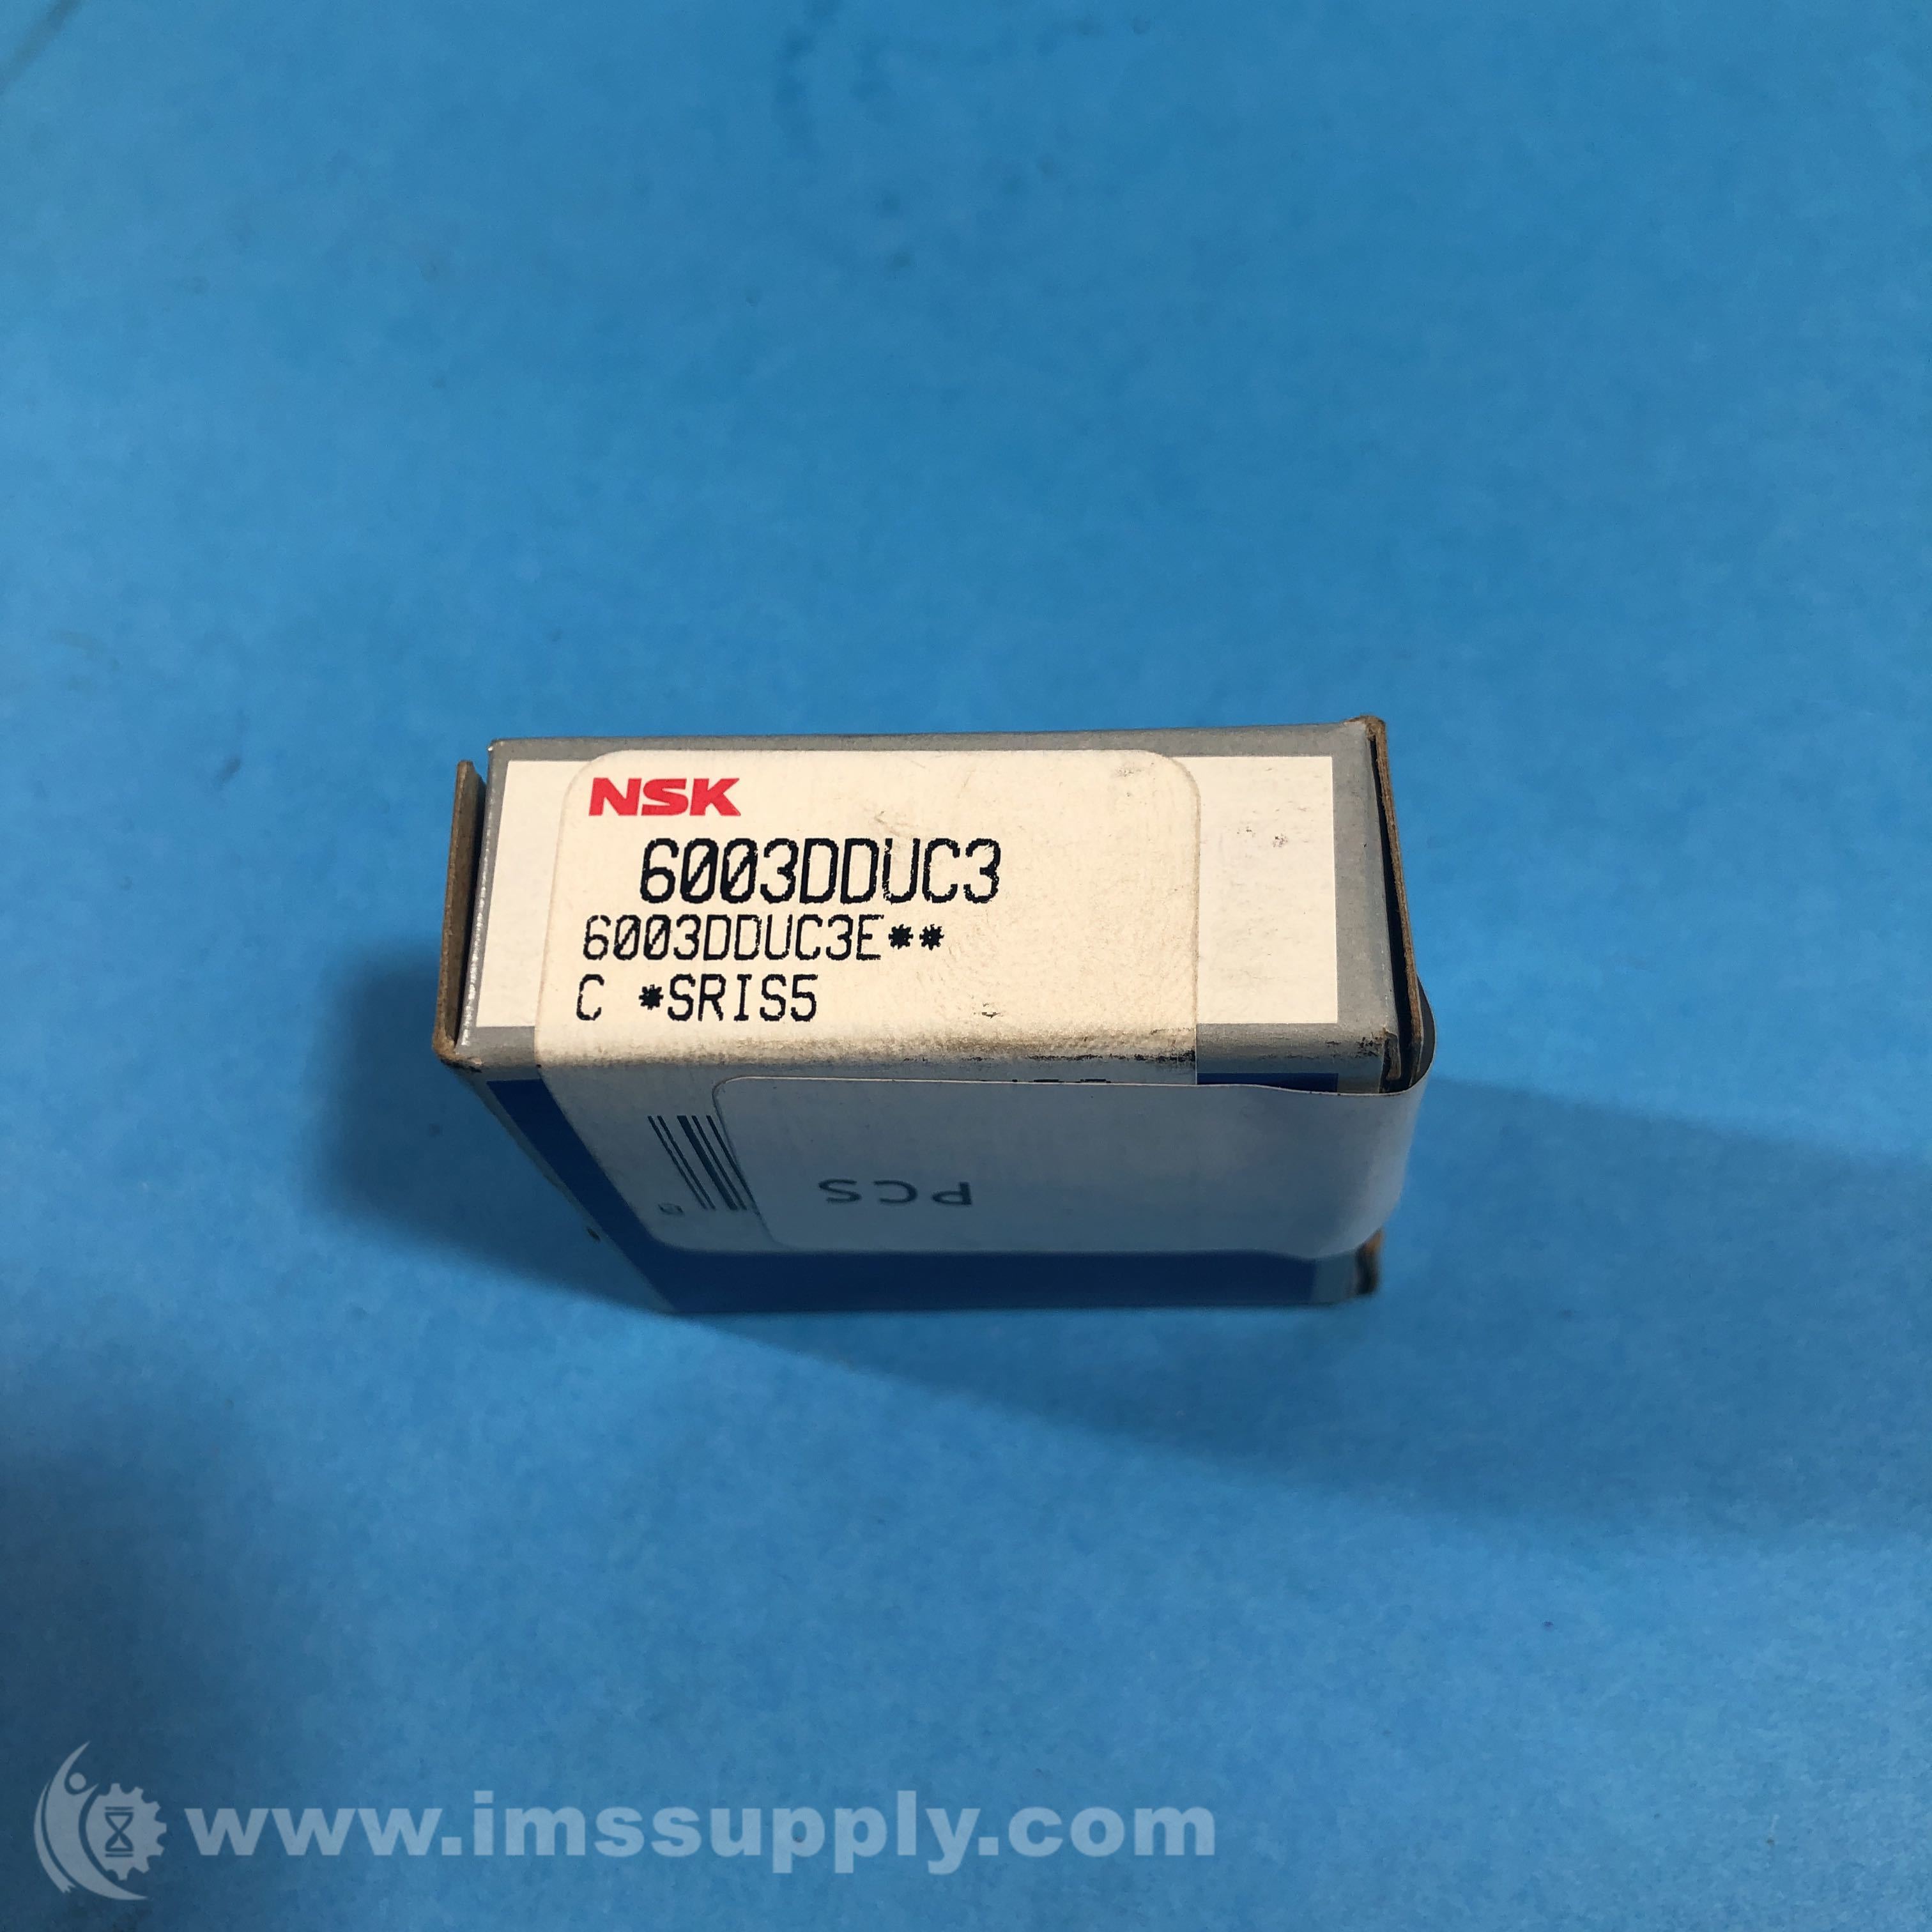 NSK
6003DDUC3
6003DDUC3E**
C *SRIS5
PCS
www.imssupply.com